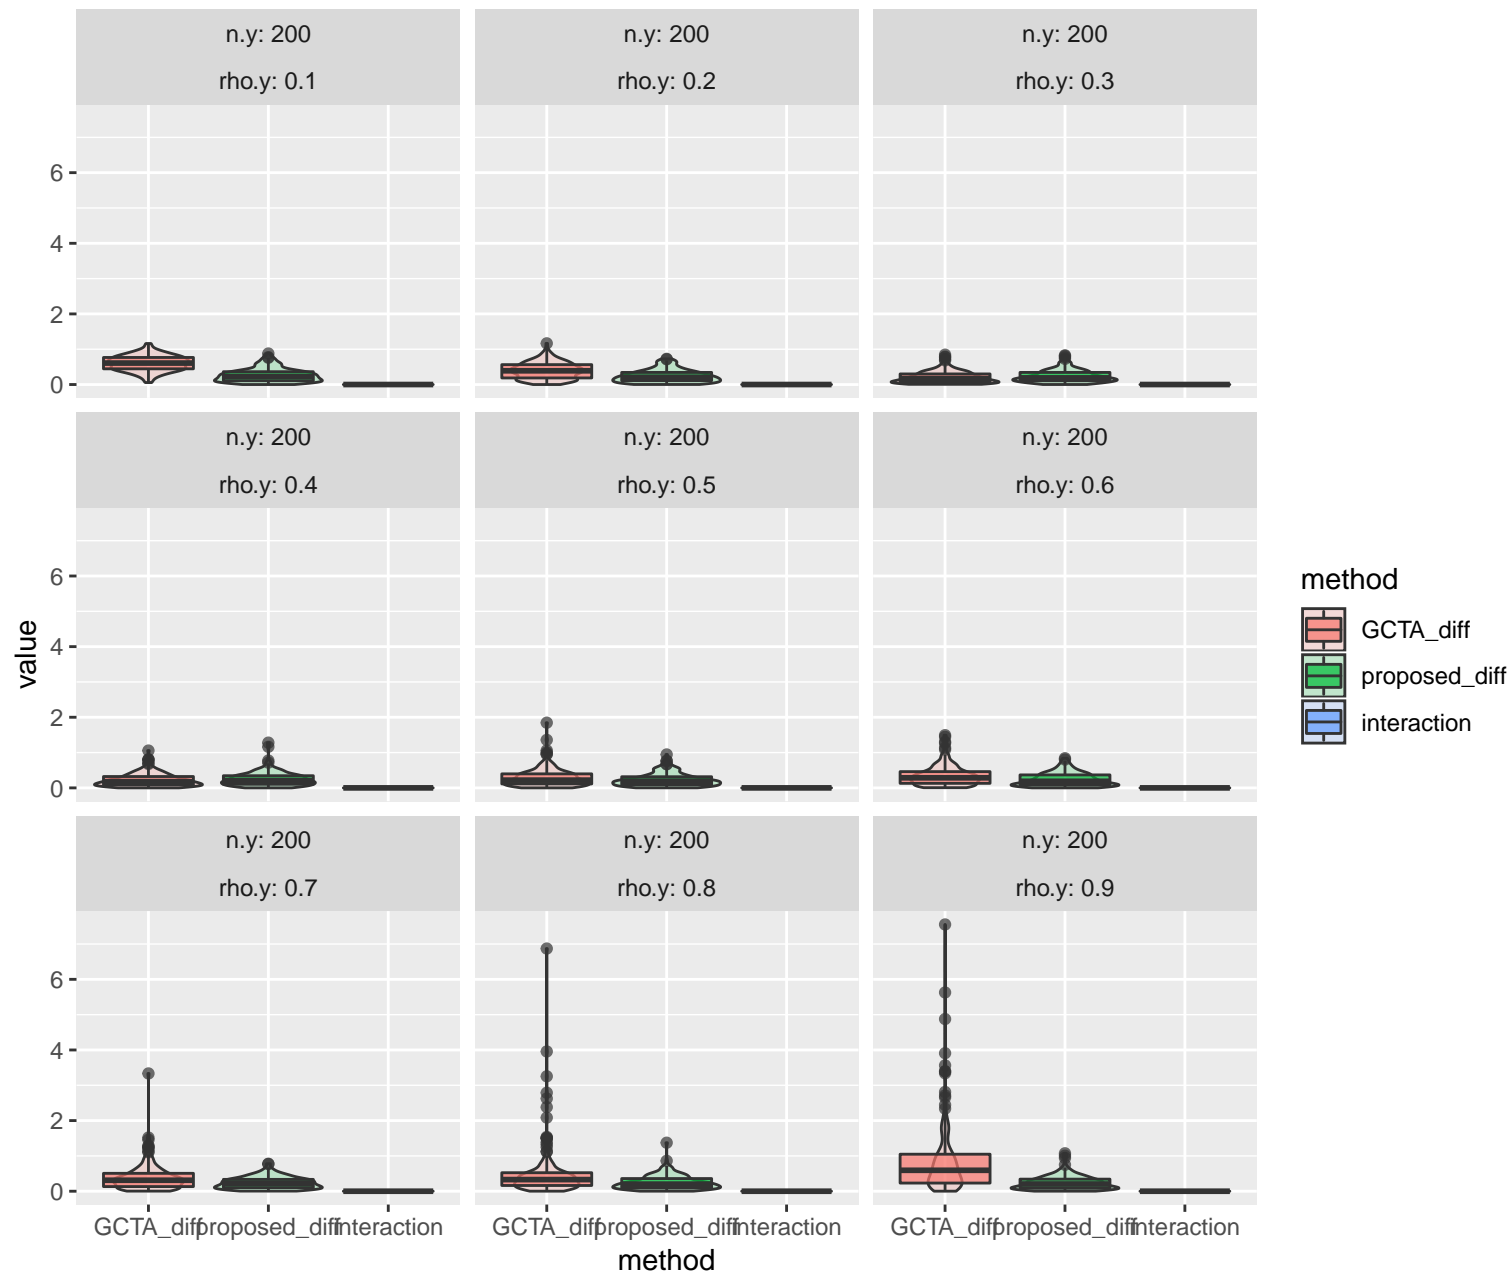 n.y: 200
n.y: 200
n.y: 200
rho.y: 0.1
rho.y: 0.2
rho.y: 0.3
6
4
2
0
n.y: 200
n.y: 200
n.y: 200
rho.y: 0.4
rho.y: 0.5
rho.y: 0.6
6
4
2
0
value
n.y: 200
n.y: 200
n.y: 200
rho.y: 0.7
rho.y: 0.8
rho.y: 0.9
6
4
2
0
GCTA_diff proposed_diff interaction
GCTA_diff proposed_diff interaction
GCTA_diff proposed_diff interaction
method
method
GCTA_diff
proposed_diff
interaction